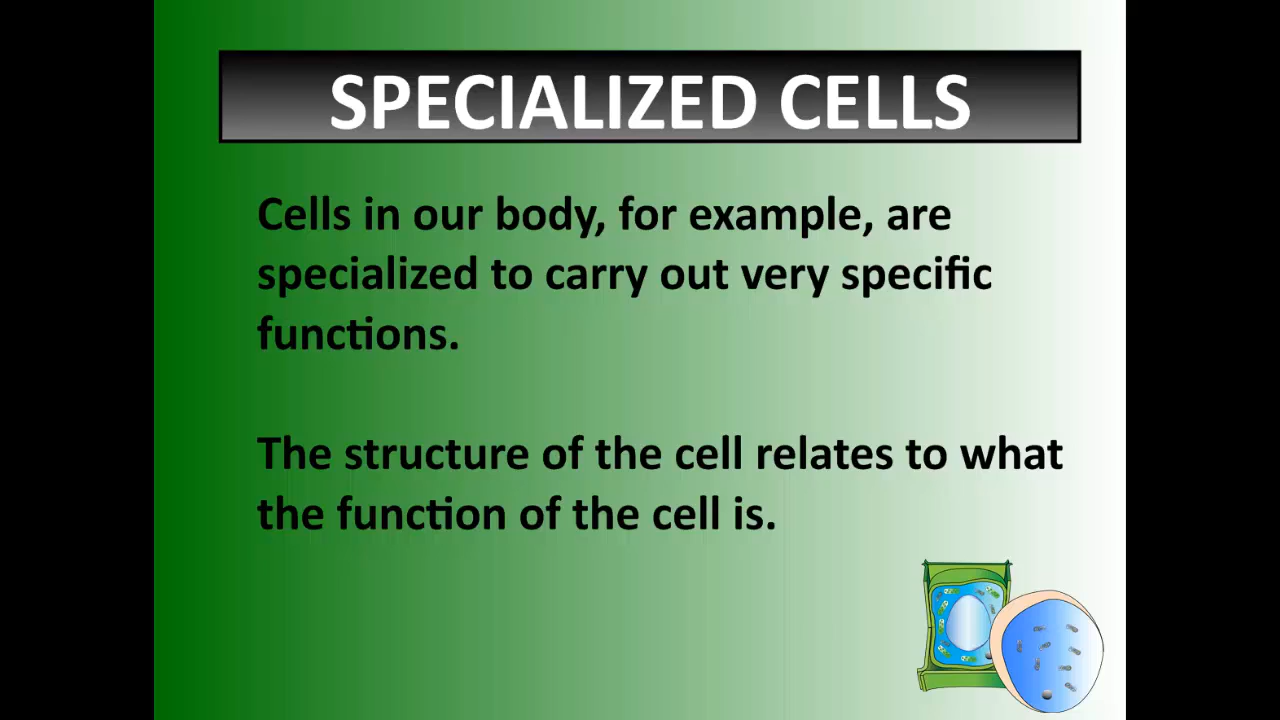 SPECIALIZED CELLS
Cells in our body, for example, are
specialized to carry out very specific
functions.
The structure of the cell relates to what
the function of the cell is.